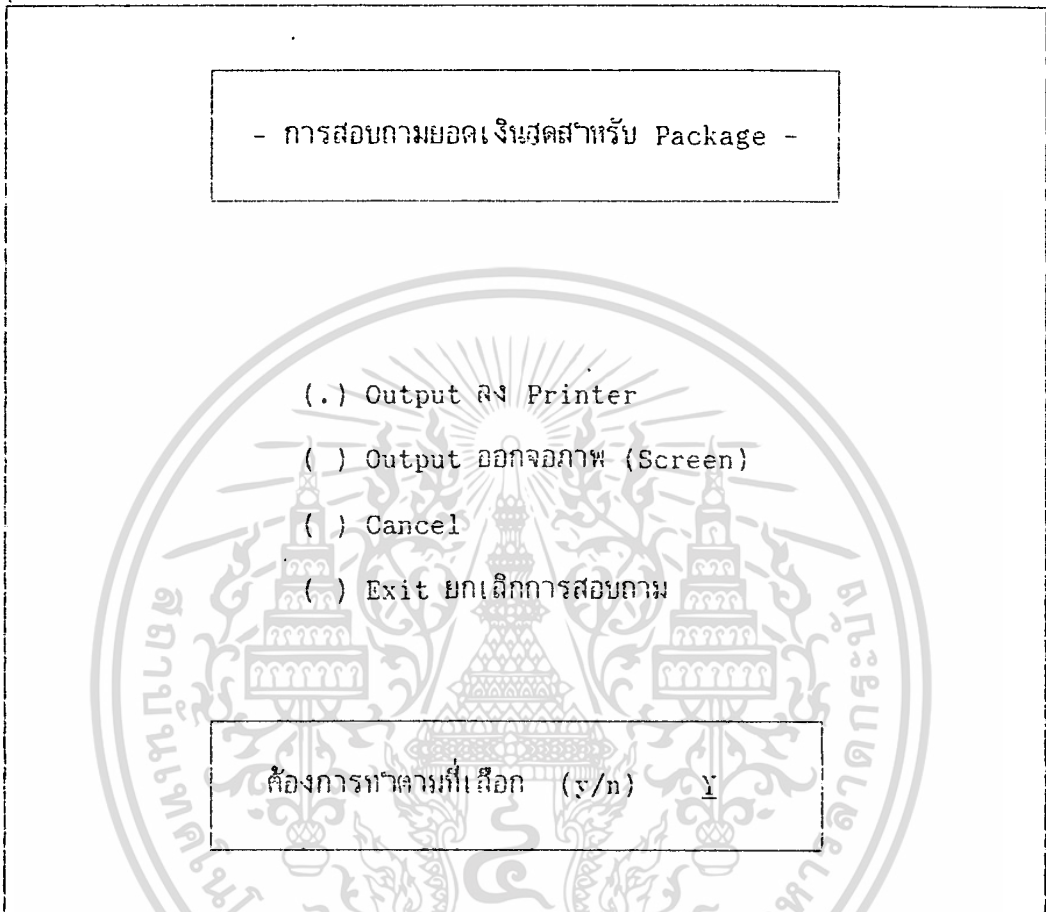 - การสอบถามยอดเงินสดสำหรับ Package -
(.) Output ลง Printer
( ) Output ออกจอภาพ (Screen)
( ) Cancel
( ) Exit ยกเลิกการสอบถาม
ต้องการทำตามที่เลือก (y/n) Y